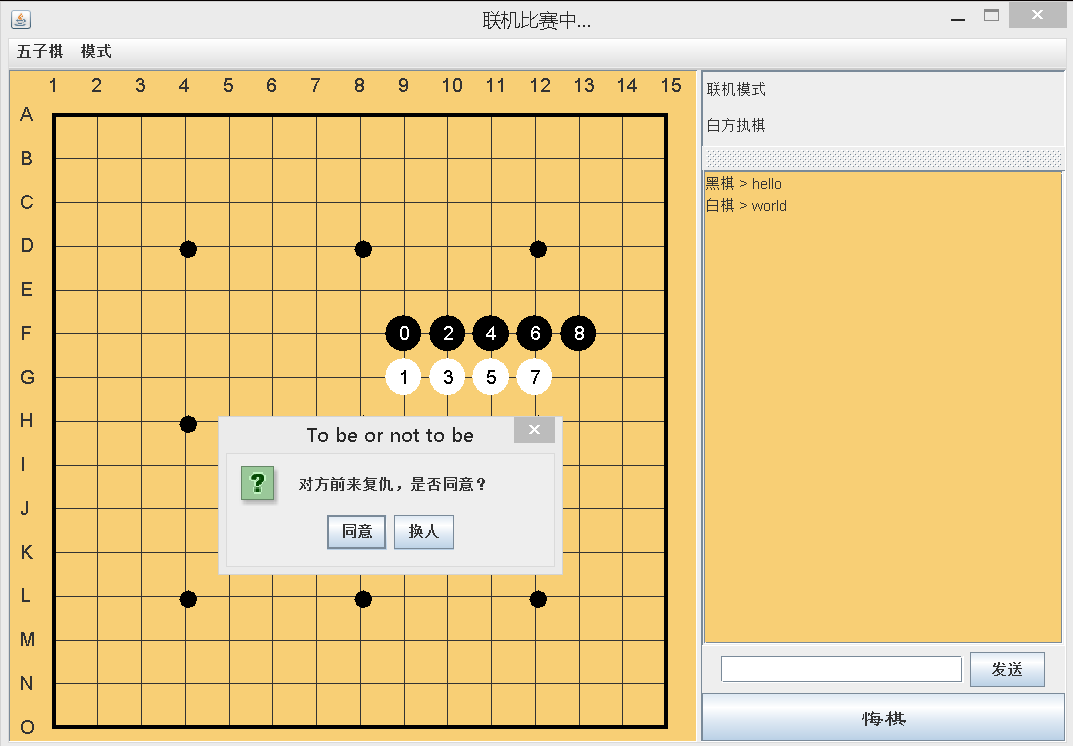 联机比赛中...
五子棋 模式
1 2 3 4 5 6 7 8 9 10 11 12 13 14 15
A
B
C
D
E
F
G
H
I
J
K
L
M
N
O
0 2 4 6 8
1 3 5 7
To be or not to be
?
对方前来复仇，是否同意？
同意 换人
联机模式
白方执棋
黑棋 > hello
白棋 > world
发送
悔棋